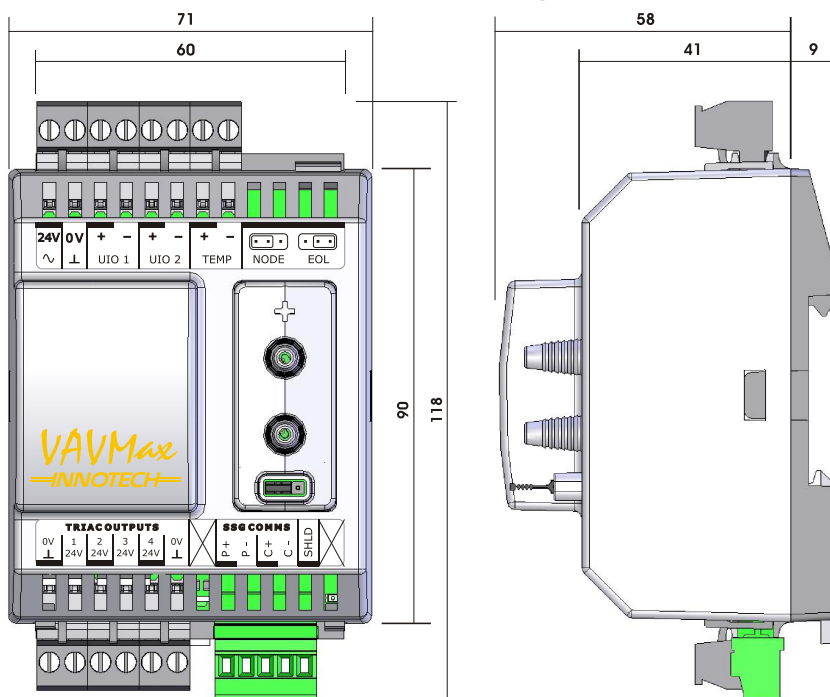 71
58
60
41
9
24V
0V
+
-
+
-
+
-
UIO 1
UIO 2
TEMP
NODE
EOL
90
118
VAVMax
INNOTECH
TRIAC OUTPUTS
SSG COMMS
0V
1
24V
2
24V
3
24V
4
24V
0V
P+
P-
C+
C-
SHLD